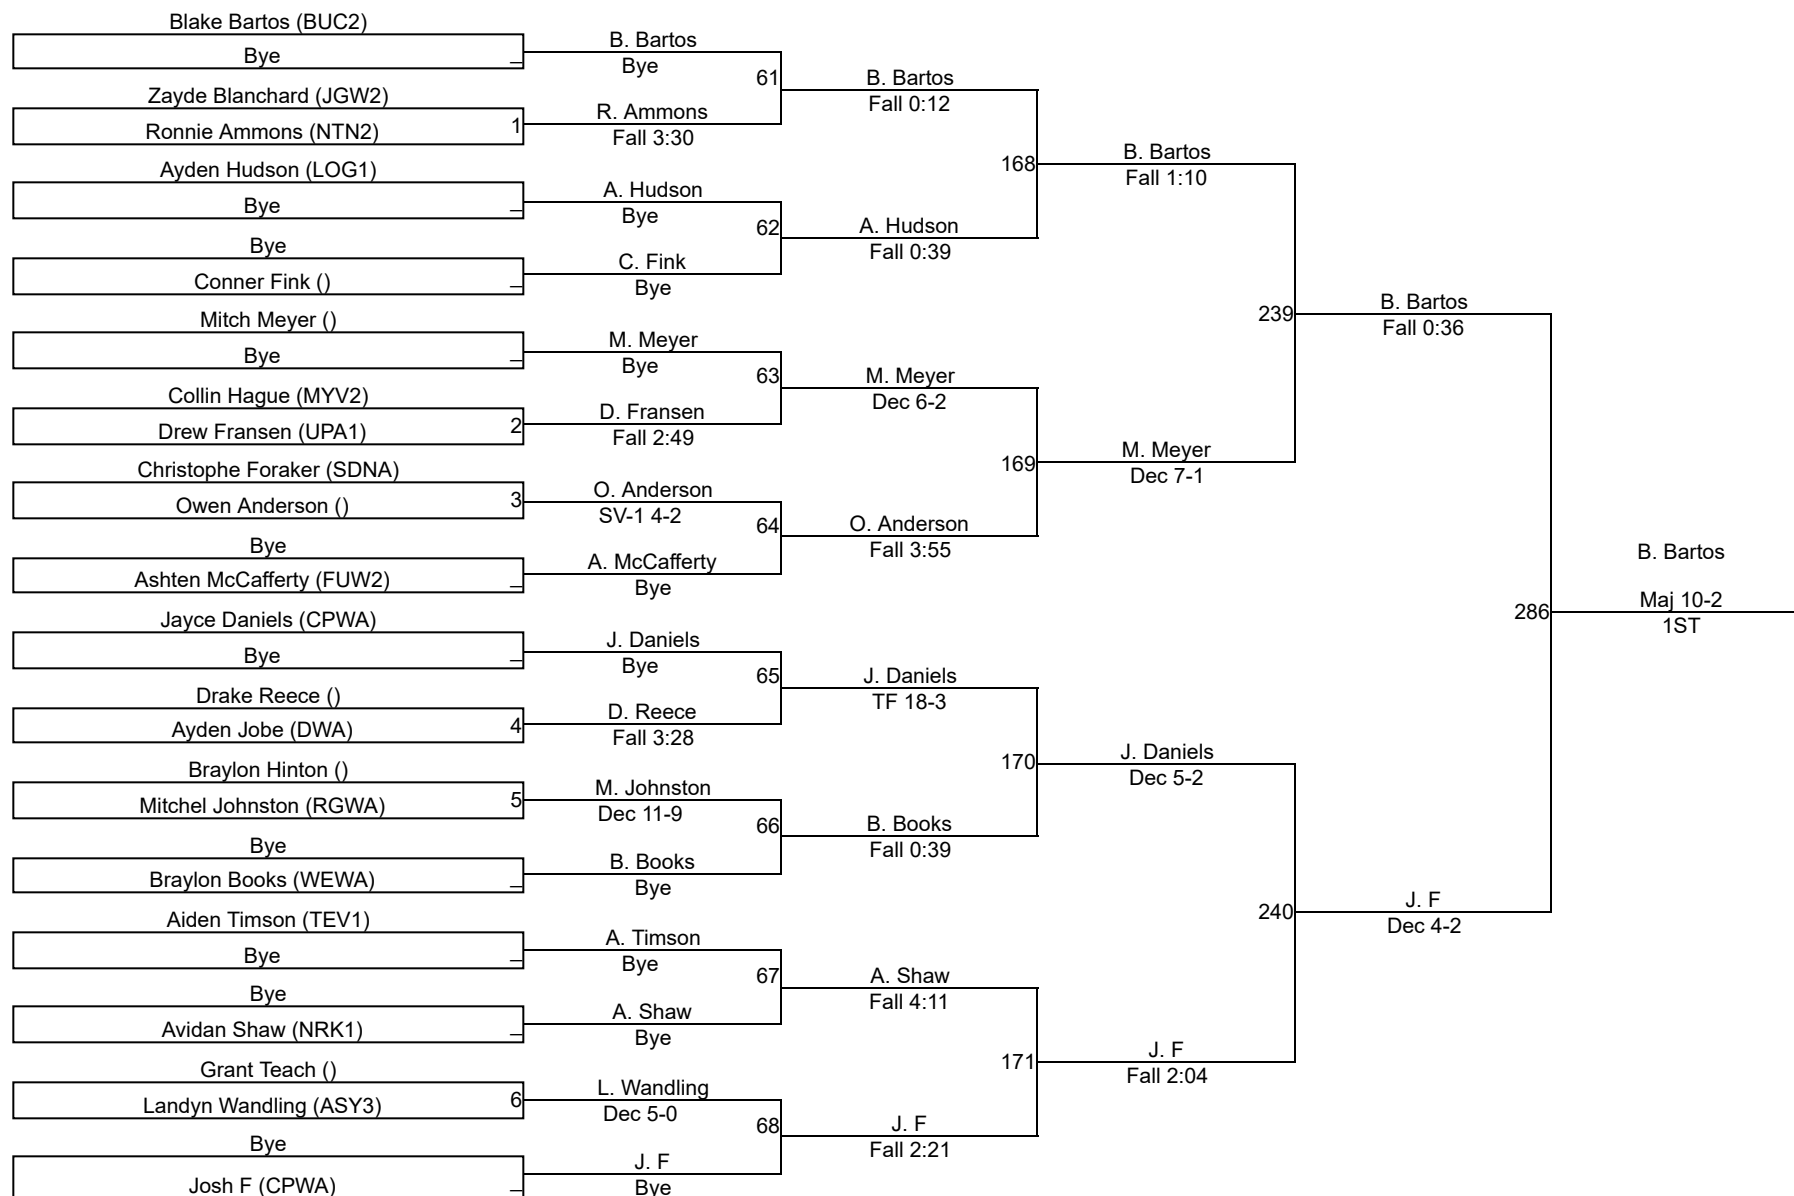 Blake Bartos (BUC2)
Bye
_
Zayde Blanchard (JGW2)
Ronnie Ammons (NTN2)
1
Ayden Hudson (LOG1)
Bye
_
Bye
Conner Fink ()
_
Mitch Meyer ()
Bye
_
Collin Hague (MYV2)
Drew Fransen (UPA1)
2
Christophe Foraker (SDNA)
Owen Anderson ()
3
Bye
Ashten McCafferty (FUW2)
_
Jayce Daniels (CPWA)
Bye
_
Drake Reece ()
Ayden Jobe (DWA)
4
Braylon Hinton ()
Mitchel Johnston (RGWA)
5
Bye
Braylon Books (WEWA)
_
Aiden Timson (TEV1)
Bye
_
Bye
Avidan Shaw (NRK1)
_
Grant Teach ()
Landyn Wandling (ASY3)
6
Bye
Josh F (CPWA)
_
B. Bartos
Bye
61
R. Ammons
Fall 3:30
A. Hudson
Bye
62
C. Fink
Bye
M. Meyer
Bye
63
D. Fransen
Fall 2:49
O. Anderson
SV-1 4-2
64
A. McCafferty
Bye
J. Daniels
Bye
65
D. Reece
Fall 3:28
M. Johnston
Dec 11-9
66
B. Books
Bye
A. Timson
Bye
67
A. Shaw
Bye
L. Wandling
Dec 5-0
68
J. F
Bye
B. Bartos
Fall 0:12
168
A. Hudson
Fall 0:39
M. Meyer
Dec 6-2
169
O. Anderson
Fall 3:55
J. Daniels
TF 18-3
170
B. Books
Fall 0:39
A. Shaw
Fall 4:11
171
J. F
Fall 2:21
B. Bartos
Fall 1:10
239
M. Meyer
Dec 7-1
J. Daniels
Dec 5-2
240
J. F
Fall 2:04
B. Bartos
Fall 0:36
286
J. F
Dec 4-2
B. Bartos
Maj 10-2
1ST